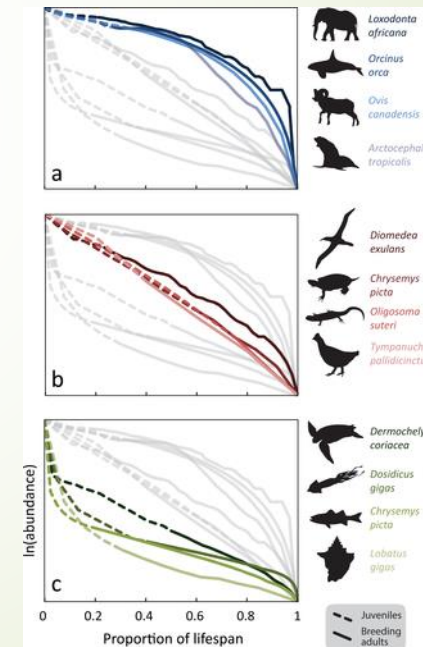 Loxodonta
africana
Orcinus
orca
Ovis
canadensis
Arctocephalus
tropicalis
a
Diomedea
exulans
Chrysemys
picta
Oligosoma
suteri
Tympanuch
pallidicinctu
b
Dermochely
coriacea
Dosidicus
gigas
Chrysemys
picta
Lobatus
gigas
c
ln(abundance)
0 0.2 0.4 0.6 0.8 1
Proportion of lifespan
Juveniles
Breeding
adults